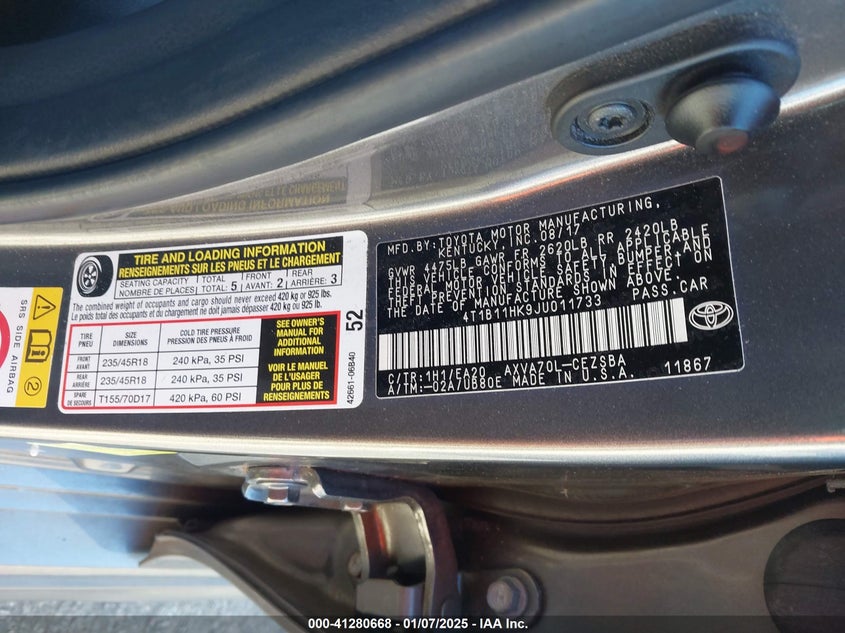 SRS SIDE AIRBAG
TIRE AND LOADING INFORMATION
RENSEIGNEMENTS SUR LES PNEUS ET LE CHARGEMENT
SEATING CAPACITY
NOMBRE DE PLACES
TOTAL
TOTAL: 5
FRONT
AVANT: 2
REAR
ARRIÈRE: 3
The combined weight of occupants and cargo should never exceed 420 kg or 925 lbs.
Le poids total des occupants et du chargement ne doit jamais dépasser 420 kg ou 925 lb.
TIRE
PNEU
SIZE
DIMENSIONS
COLD TIRE PRESSURE
PRESSION DES PNEUS À FROID
FRONT
AVANT
235/45R18
240 kPa, 35 PSI
REAR
ARRIÈRE
235/45R18
240 kPa, 35 PSI
SPARE
DE SECOURS
T155/70D17
420 kPa, 60 PSI
SEE OWNER'S
MANUAL FOR
ADDITIONAL
INFORMATION
VOIR LE MANUEL
DE L'USAGER
POUR PLUS DE
RENSEIGNEMENTS
52
42661-06B40
MFD.BY:TOYOTA MOTOR MANUFACTURING,
KENTUCKY, INC. 08/17
GVWR 4475LB GAWR FR 2620LB RR 2420LB
THIS VEHICLE CONFORMS TO ALL APPLICABLE
FEDERAL MOTOR VEHICLE SAFETY, BUMPER, AND
THEFT PREVENTION STANDARDS IN EFFECT ON
THE DATE OF MANUFACTURE SHOWN ABOVE.
4T1B11HK9JU011733 PASS.CAR
C/TR:1H1/EA20 AXVA70L-CEZSBA
A/TM:-02A/UB80E MADE IN U.S.A. 11867
TOYOTA
000-41280668 — 01/07/2025 — IAA Inc.